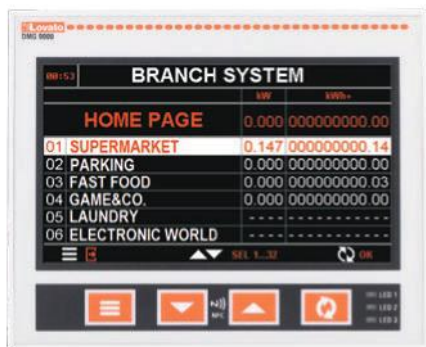 Lovato
DMG 9000
00:53 BRANCH SYSTEM
kW kWh+
HOME PAGE 0.000 000000000.00
01 SUPERMARKET 0.147 000000000.14
02 PARKING 0.000 000000000.00
03 FAST FOOD 0.000 000000000.03
04 GAME&CO. 0.000 000000000.00
05 LAUNDRY ---- ------------
06 ELECTRONIC WORLD ---- ------------
SEL 1...32 OK
NFC
LED 1
LED 2
LED 3